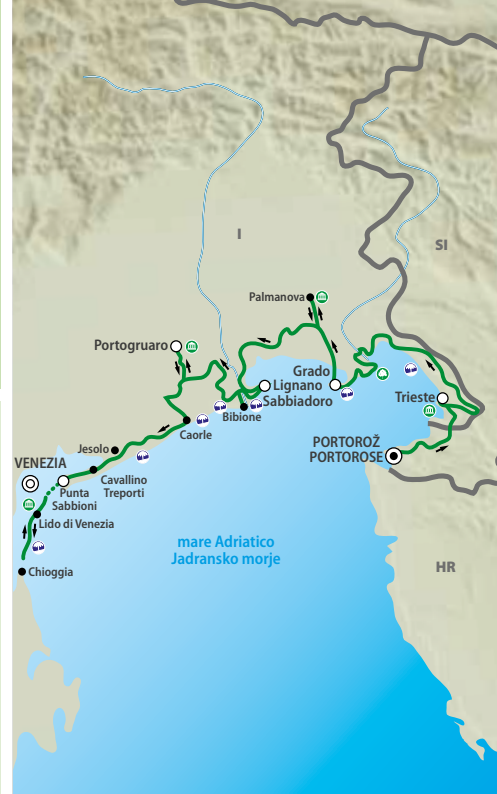 I
SI
Palmanova
Portogruaro
Grado
Lignano
Sabbiadoro
Trieste
Bibione
Caorle
PORTOROŽ
PORTOROSE
Jesolo
VENEZIA
Cavallino
Treporti
Punta
Sabbioni
Lido di Venezia
mare Adriatico
Jadransko morje
HR
Chioggia